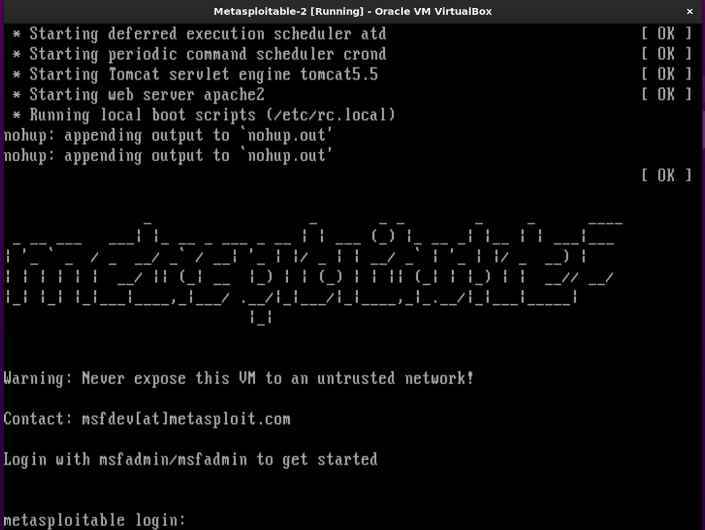 Metasploitable-2 [Running] - Oracle VM VirtualBox
×
* Starting deferred execution scheduler atd [ OK ]
* Starting periodic command scheduler crond [ OK ]
* Starting Tomcat servlet engine tomcat5.5 [ OK ]
* Starting web server apache2 [ OK ]
* Running local boot scripts (/etc/rc.local)
nohup: appending output to `nohup.out'
nohup: appending output to `nohup.out'
[ OK ]
metasploitable2
Warning: Never expose this VM to an untrusted network!
Contact: msfdev[at]metasploit.com
Login with msfadmin/msfadmin to get started
metasploitable login: